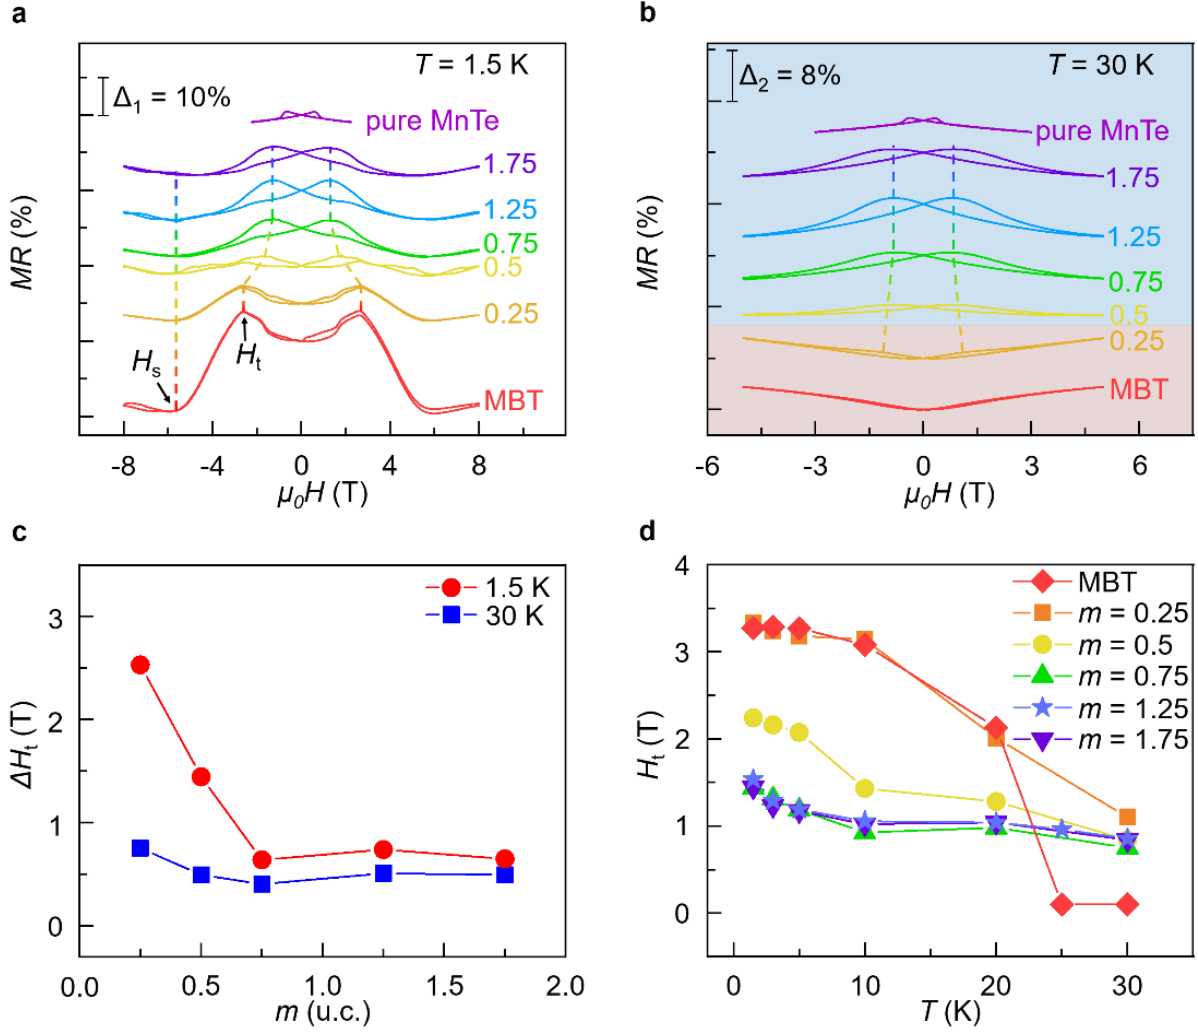 a
T = 1.5 K
Δ1 = 10%
pure MnTe
1.75
1.25
0.75
0.5
0.25
MBT
Hs
Ht
MR (%)
-8 -4 0 4 8
μ0H (T)
b
T = 30 K
Δ2 = 8%
pure MnTe
1.75
1.25
0.75
0.5
0.25
MBT
MR (%)
-6 -3 0 3 6
μ0H (T)
c
1.5 K
30 K
3
2
1
0
ΔHt (T)
0.0 0.5 1.0 1.5 2.0
m (u.c.)
d
MBT
m = 0.25
m = 0.5
m = 0.75
m = 1.25
m = 1.75
4
3
2
1
0
Ht (T)
0 10 20 30
T (K)